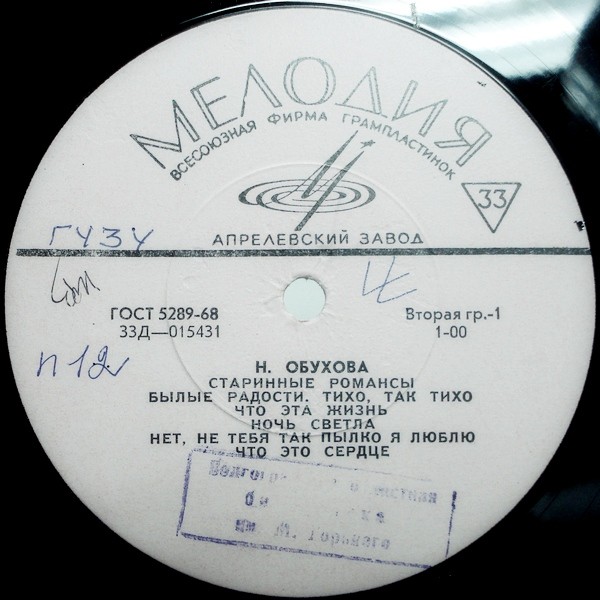 МЕЛОДИЯ
ВСЕСОЮЗНАЯ ФИРМА ГРАМПЛАСТИНОК
33
АПРЕЛЕВСКИЙ ЗАВОД
ГУЗУ
ГОСТ 5289-68
Вторая гр.-1
33Д—015431
1-00
п12
Н. ОБУХОВА
СТАРИННЫЕ РОМАНСЫ
БЫЛЫЕ РАДОСТИ. ТИХО, ТАК ТИХО
ЧТО ЭТА ЖИЗНЬ
НОЧЬ СВЕТЛА
НЕТ, НЕ ТЕБЯ ТАК ПЫЛКО Я ЛЮБЛЮ
ЧТО ЭТО СЕРДЦЕ
им. М. Горького